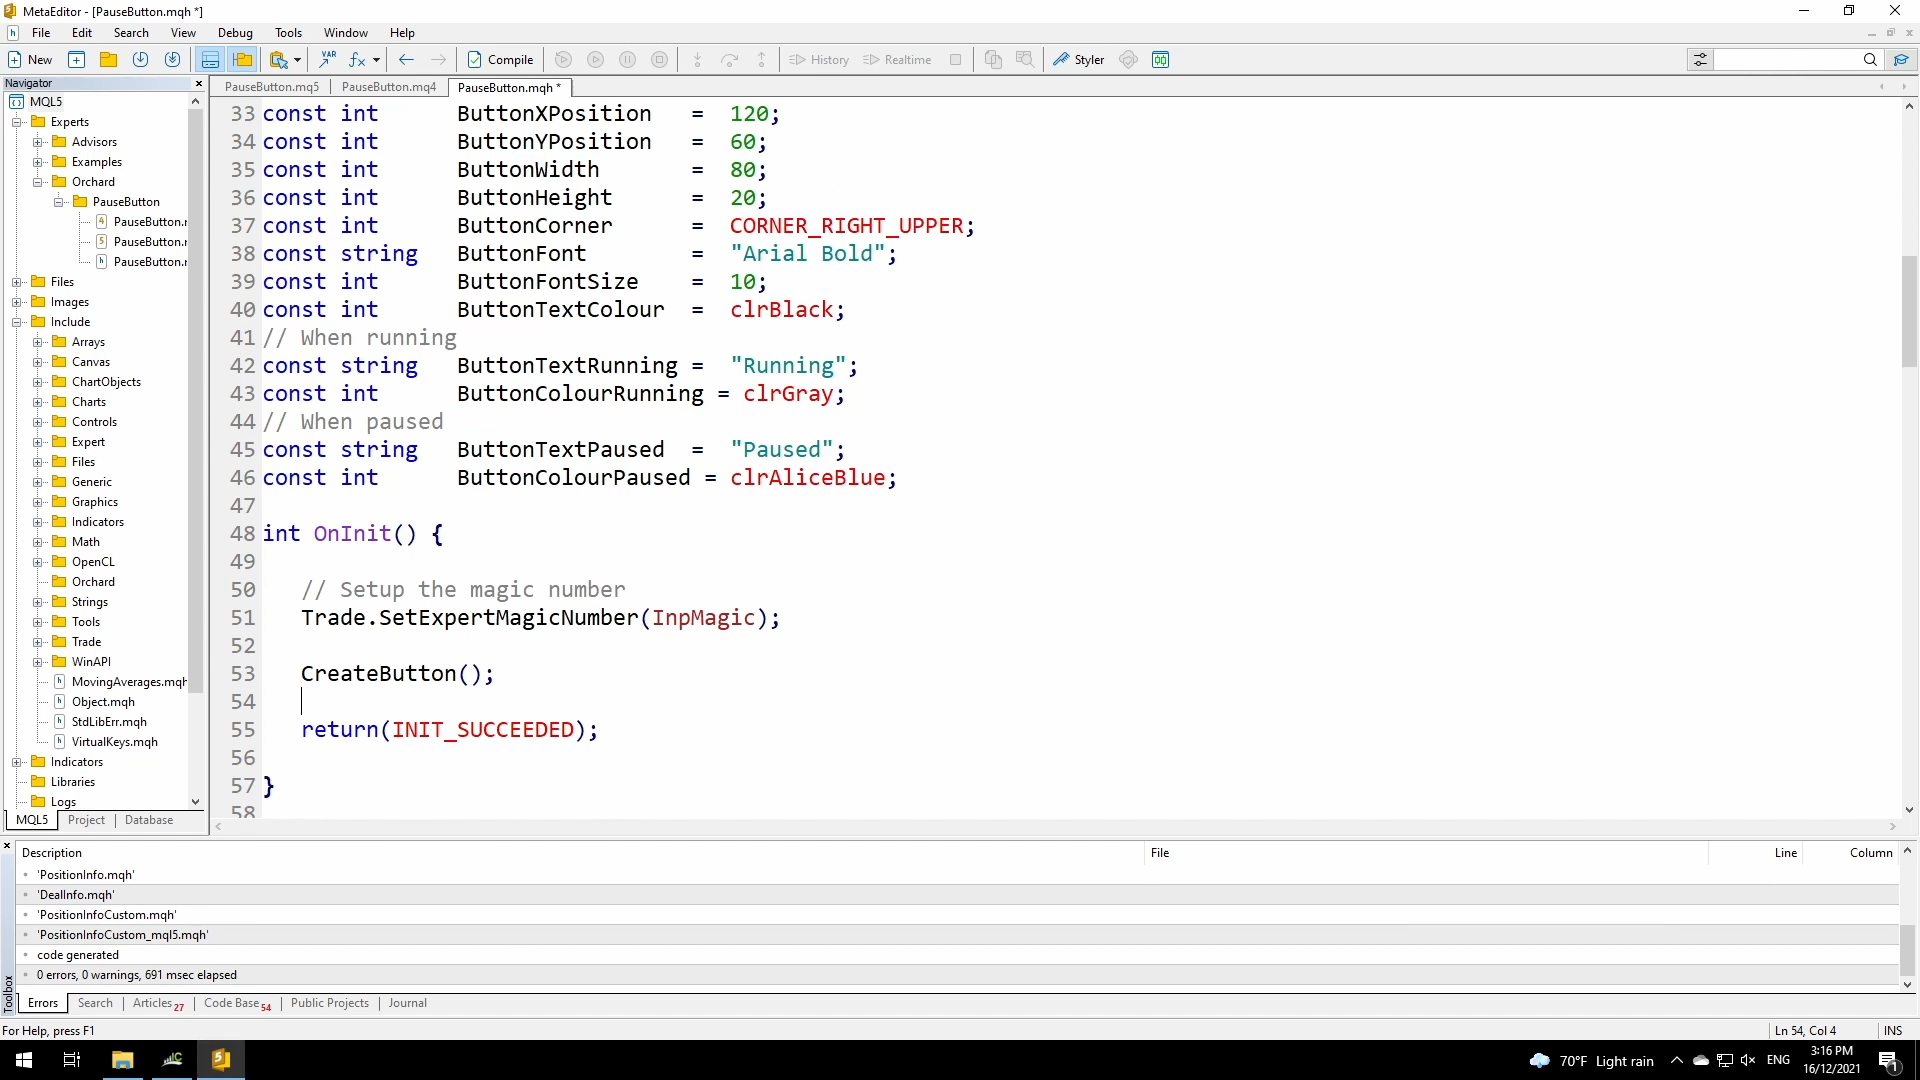 MetaEditor - [PauseButton.mqh *]
File Edit Search View Debug Tools Window Help
New VAR Compile History Realtime Styler
Navigator
PauseButton.mq5 PauseButton.mq4 PauseButton.mqh *
MQL5
Experts
Advisors
Examples
Orchard
PauseButton
PauseButton.r
PauseButton.r
PauseButton.r
Files
Images
Include
Arrays
Canvas
ChartObjects
Charts
Controls
Expert
Files
Generic
Graphics
Indicators
Math
OpenCL
Orchard
Strings
Tools
Trade
WinAPI
MovingAverages.mqh
Object.mqh
StdLibErr.mqh
VirtualKeys.mqh
Indicators
Libraries
Logs
MQL5 Project Database
33 const int ButtonXPosition = 120;
34 const int ButtonYPosition = 60;
35 const int ButtonWidth = 80;
36 const int ButtonHeight = 20;
37 const int ButtonCorner = CORNER_RIGHT_UPPER;
38 const string ButtonFont = "Arial Bold";
39 const int ButtonFontSize = 10;
40 const int ButtonTextColour = clrBlack;
41 // When running
42 const string ButtonTextRunning = "Running";
43 const int ButtonColourRunning = clrGray;
44 // When paused
45 const string ButtonTextPaused = "Paused";
46 const int ButtonColourPaused = clrAliceBlue;
47
48 int OnInit() {
49
50 // Setup the magic number
51 Trade.SetExpertMagicNumber(InpMagic);
52
53 CreateButton();
54
55 return(INIT_SUCCEEDED);
56
57 }
58
Description File Line Column
'PositionInfo.mqh'
'DealInfo.mqh'
'PositionInfoCustom.mqh'
'PositionInfoCustom_mql5.mqh'
code generated
0 errors, 0 warnings, 691 msec elapsed
Toolbox
Errors Search Articles 27 Code Base 54 Public Projects Journal
For Help, press F1 Ln 54, Col 4 INS
70°F Light rain ENG 3:16 PM
16/12/2021 1